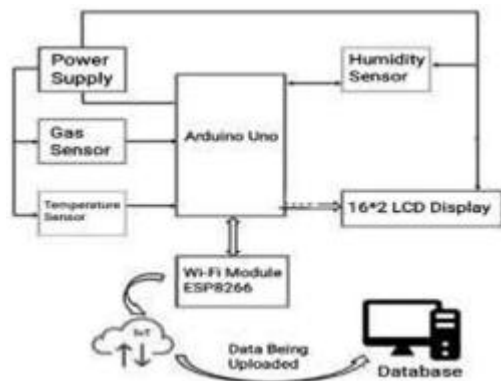 Power
Supply
Humidity
Sensor
Gas
Sensor
Arduino Uno
Temperature
Sensor
16*2 LCD Display
Wi-Fi Module
ESP8266
IoT
Data Being
Uploaded
Database